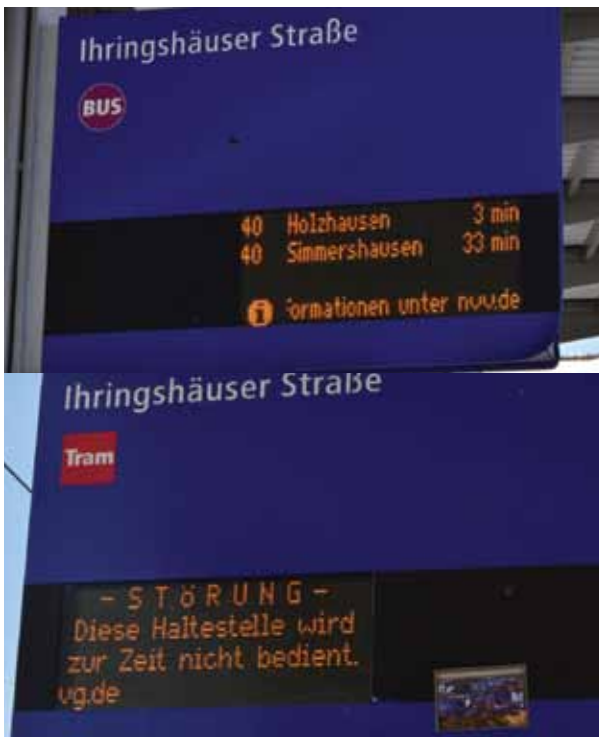 Ihringshäuser Straße
BUS
40 Holzhausen 3 min
40 Simmershausen 33 min
i formationen unter nvv.de
Ihringshäuser Straße
Tram
- S T Ö R U N G -
Diese Haltestelle wird
zur Zeit nicht bedient.
vg.de